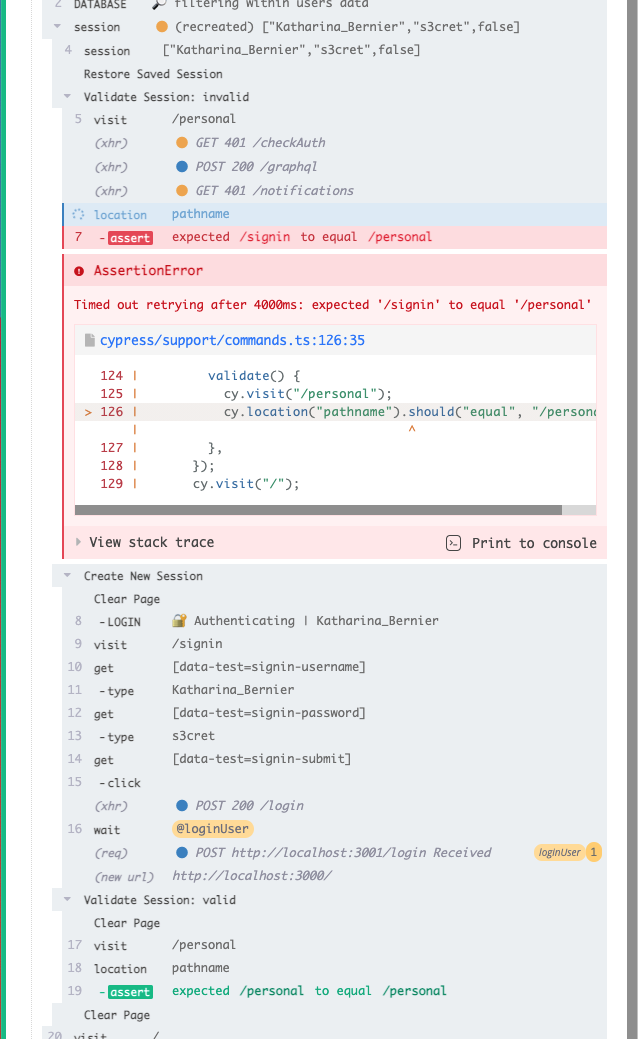 2 DATABASE filtering within users data
session (recreated) ["Katharina_Bernier","s3cret",false]
4 session ["Katharina_Bernier","s3cret",false]
Restore Saved Session
Validate Session: invalid
5 visit /personal
(xhr) GET 401 /checkAuth
(xhr) POST 200 /graphql
(xhr) GET 401 /notifications
location pathname
7 -assert expected /signin to equal /personal
AssertionError
Timed out retrying after 4000ms: expected '/signin' to equal '/personal'
cypress/support/commands.ts:126:35
124 | validate() {
125 | cy.visit("/personal");
> 126 | cy.location("pathname").should("equal", "/persona
| ^
127 | },
128 | });
129 | cy.visit("/");
View stack trace Print to console
Create New Session
Clear Page
8 -LOGIN 🔐 Authenticating | Katharina_Bernier
9 visit /signin
10 get [data-test=signin-username]
11 -type Katharina_Bernier
12 get [data-test=signin-password]
13 -type s3cret
14 get [data-test=signin-submit]
15 -click
(xhr) POST 200 /login
16 wait @loginUser
(req) POST http://localhost:3001/login Received loginUser 1
(new url) http://localhost:3000/
Validate Session: valid
Clear Page
17 visit /personal
18 location pathname
19 -assert expected /personal to equal /personal
Clear Page
20 visit /